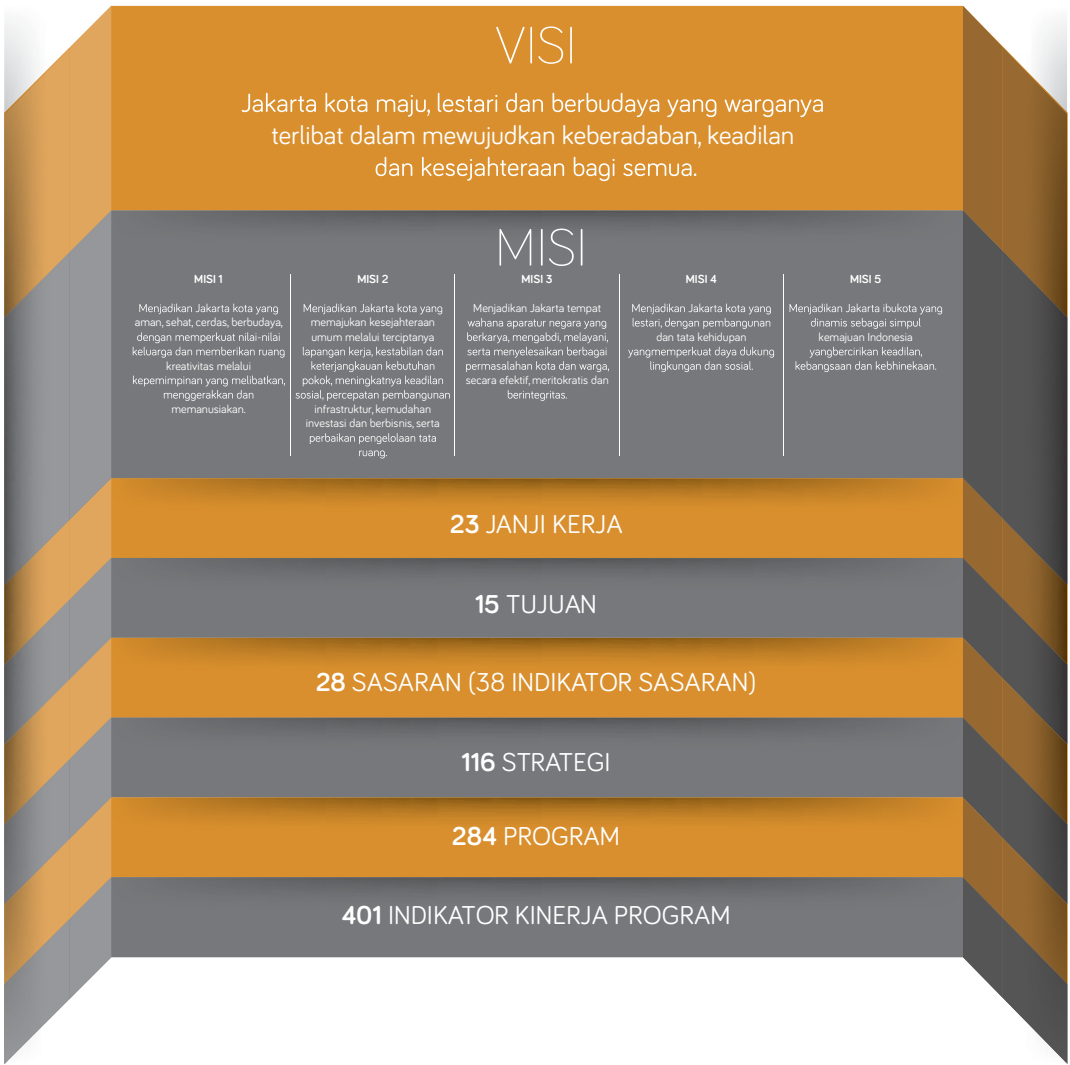 VISI
Jakarta kota maju, lestari dan berbudaya yang warganya
terlibat dalam mewujudkan keberadaban, keadilan
dan kesejahteraan bagi semua.
MISI
MISI 1
Menjadikan Jakarta kota yang
aman, sehat, cerdas, berbudaya,
dengan memperkuat nilai-nilai
keluarga dan memberikan ruang
kreativitas melalui
kepemimpinan yang melibatkan,
menggerakkan dan
memanusiakan.
MISI 2
Menjadikan Jakarta kota yang
memajukan kesejahteraan
umum melalui terciptanya
lapangan kerja, kestabilan dan
keterjangkauan kebutuhan
pokok, meningkatnya keadilan
sosial, percepatan pembangunan
infrastruktur, kemudahan
investasi dan berbisnis, serta
perbaikan pengelolaan tata
ruang.
MISI 3
Menjadikan Jakarta tempat
wahana aparatur negara yang
berkarya, mengabdi, melayani,
serta menyelesaikan berbagai
permasalahan kota dan warga,
secara efektif, meritokratis dan
berintegritas.
MISI 4
Menjadikan Jakarta kota yang
lestari, dengan pembangunan
dan tata kehidupan
yangmemperkuat daya dukung
lingkungan dan sosial.
MISI 5
Menjadikan Jakarta ibukota yang
dinamis sebagai simpul
kemajuan Indonesia
yangbercirikan keadilan,
kebangsaan dan kebhinekaan.
23 JANJI KERJA
15 TUJUAN
28 SASARAN (38 INDIKATOR SASARAN)
116 STRATEGI
284 PROGRAM
401 INDIKATOR KINERJA PROGRAM